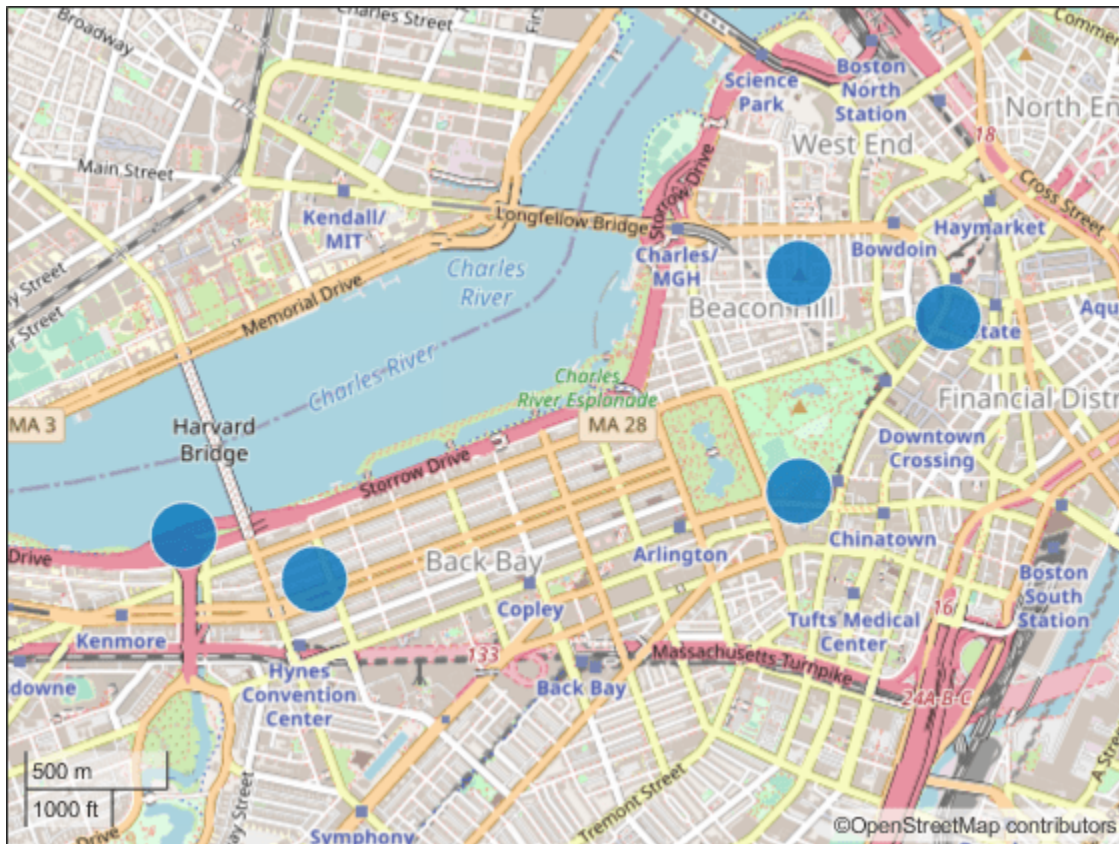 Charles Street
Broadway
Main Street
Kendall/
MIT
Memorial Drive
Longfellow Bridge
Charles
River
Charles River
Storrow Drive
Charles/
MGH
Science
Park
Boston
North
Station
West End
North E
18
Cross Street
Haymarket
Bowdoin
Beacon Hill
State
Aqu
Financial Distr
Charles
River Esplanade
MA 28
MA 3
Harvard
Bridge
Storrow Drive
Drive
Downtown
Crossing
Chinatown
Arlington
Back Bay
Copley
Kenmore
sdowne
Hynes
Convention
Center
133
Back Bay
Massachusetts Turnpike
Tufts Medical
Center
Boston
South
Station
16
24A-B-C
Tremont Street
Symphony
500 m
1000 ft
Drive
©OpenStreetMap contributors